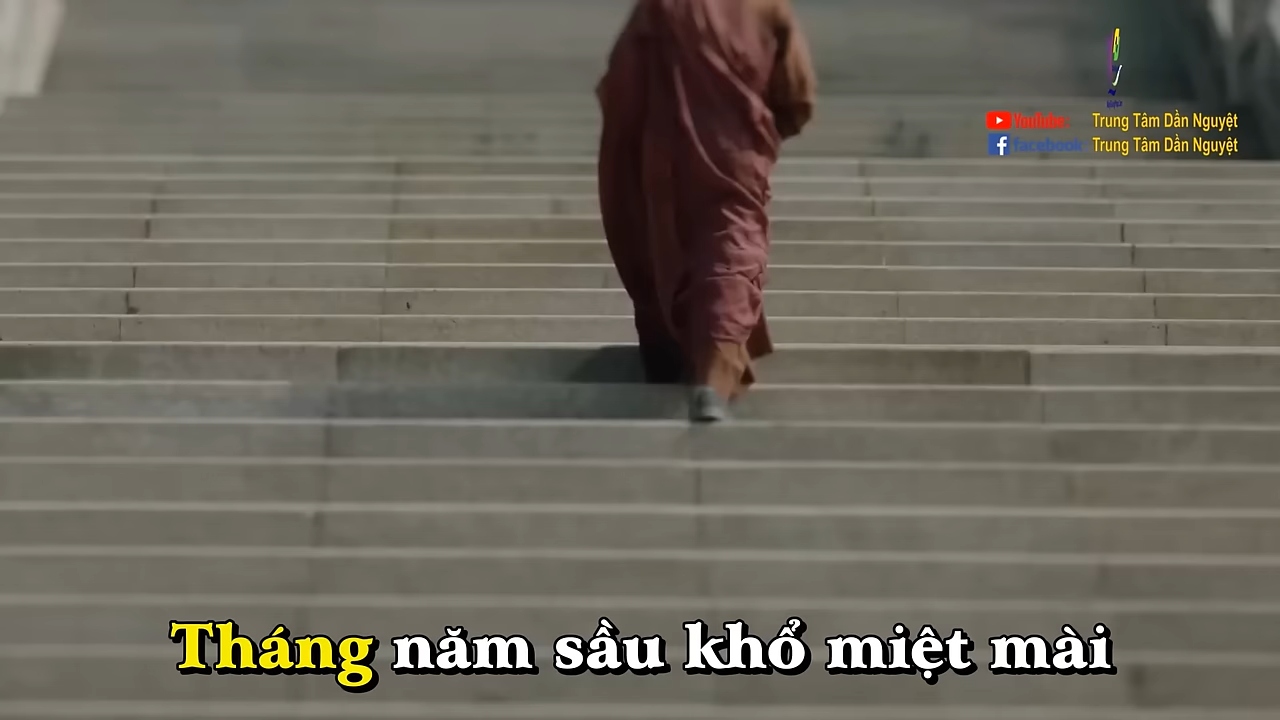 YouTube: Trung Tâm Dần Nguyệt
facebook: Trung Tâm Dần Nguyệt
Tháng năm sầu khổ miệt mài